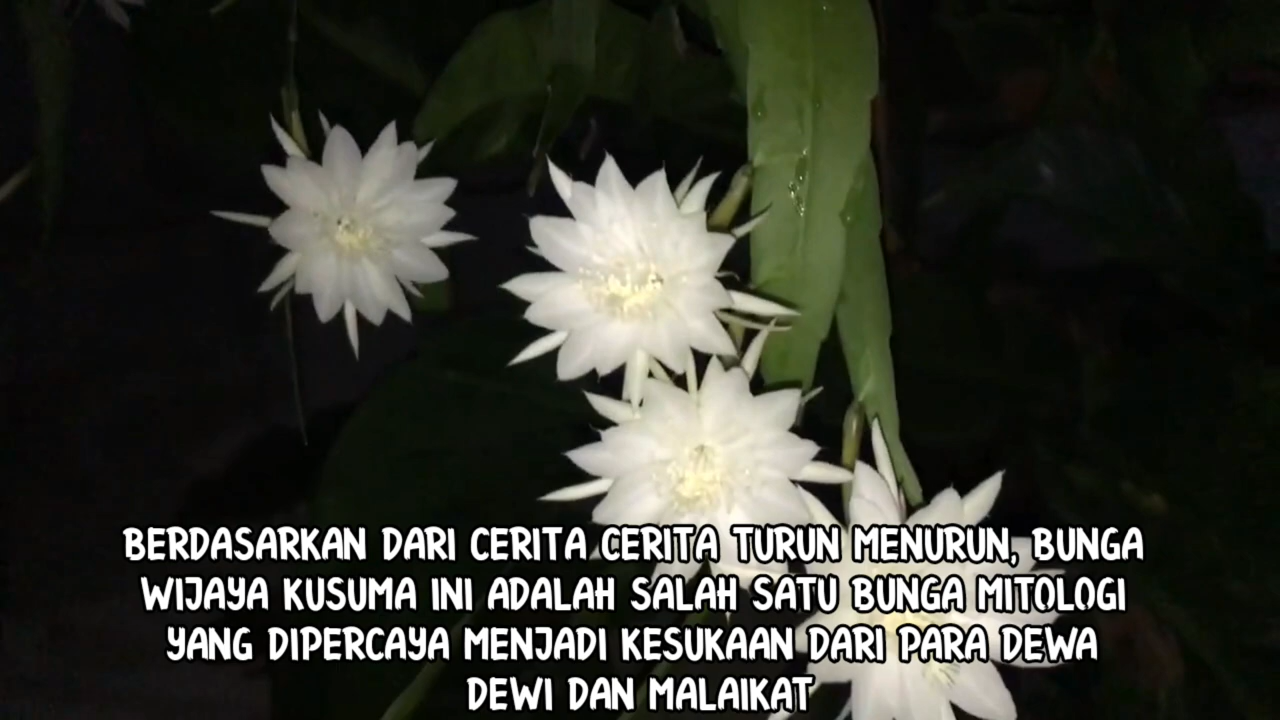 BERDASARKAN DARI CERITA CERITA TURUN MENURUN, BUNGA
WIJAYA KUSUMA INI ADALAH SALAH SATU BUNGA MITOLOGI
YANG DIPERCAYA MENJADI KESUKAAN DARI PARA DEWA
DEWI DAN MALAIKAT